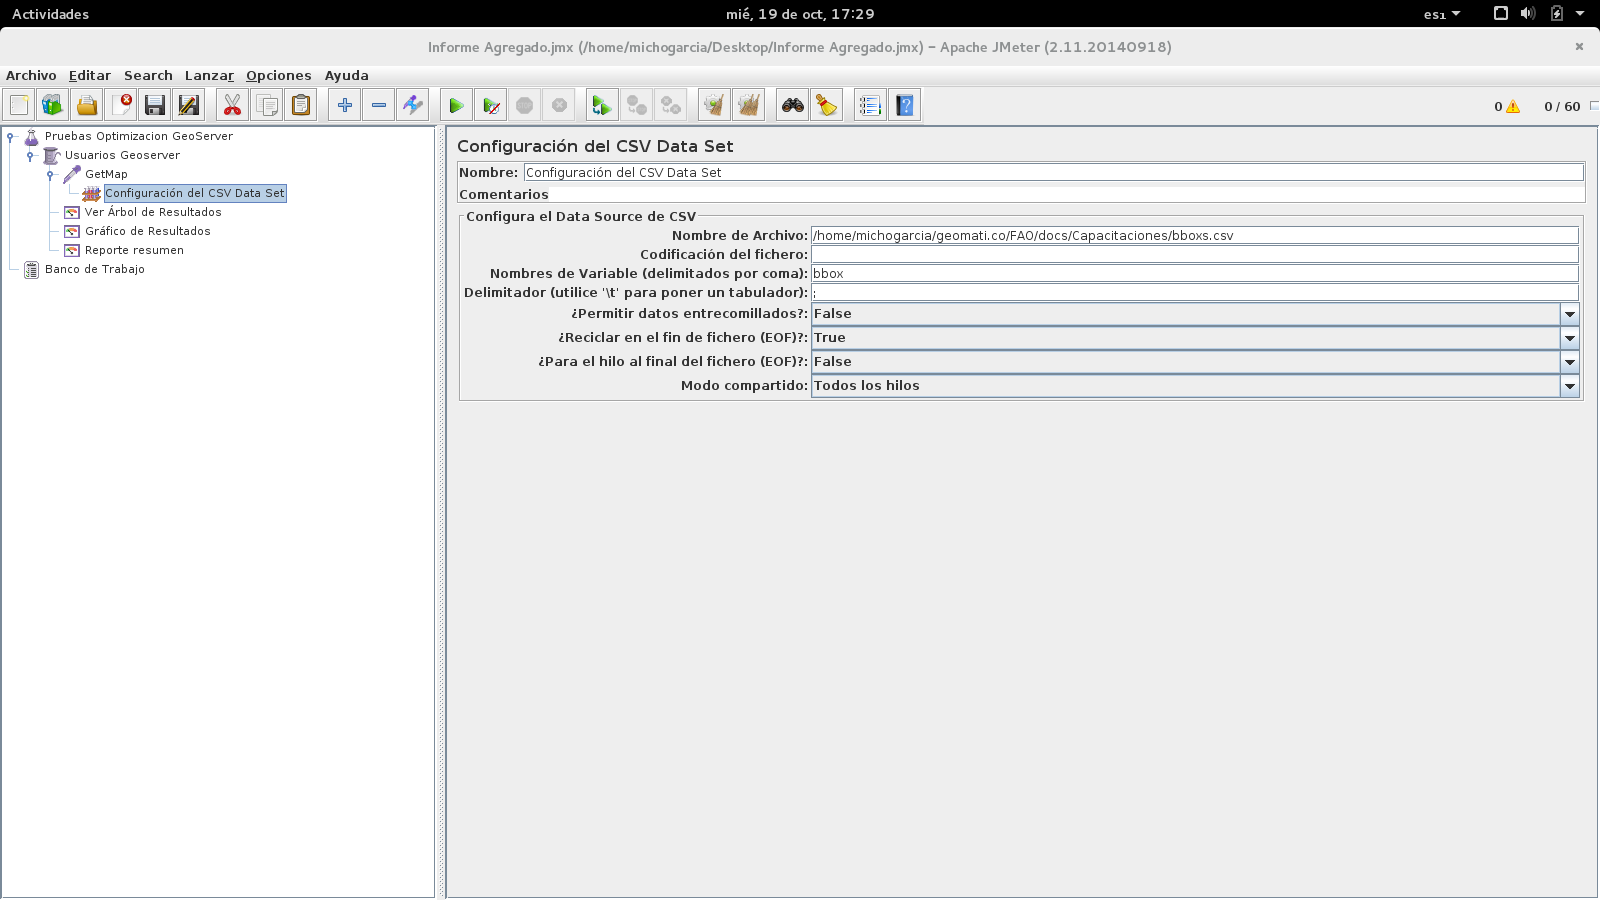 Actividades
mié, 19 de oct, 17:29
es₁
Informe Agregado.jmx (/home/michogarcia/Desktop/Informe Agregado.jmx) – Apache JMeter (2.11.20140918)
Archivo Editar Search Lanzar Opciones Ayuda
0 0 / 60
Pruebas Optimizacion GeoServer
Usuarios Geoserver
GetMap
Configuración del CSV Data Set
Ver Árbol de Resultados
Gráfico de Resultados
Reporte resumen
Banco de Trabajo
Configuración del CSV Data Set
Nombre: Configuración del CSV Data Set
Comentarios
Configura el Data Source de CSV
Nombre de Archivo: /home/michogarcia/geomati.co/FAO/docs/Capacitaciones/bboxs.csv
Codificación del fichero:
Nombres de Variable (delimitados por coma): bbox
Delimitador (utilice '\t' para poner un tabulador): ;
¿Permitir datos entrecomillados?: False
¿Reciclar en el fin de fichero (EOF)?: True
¿Para el hilo al final del fichero (EOF)?: False
Modo compartido: Todos los hilos